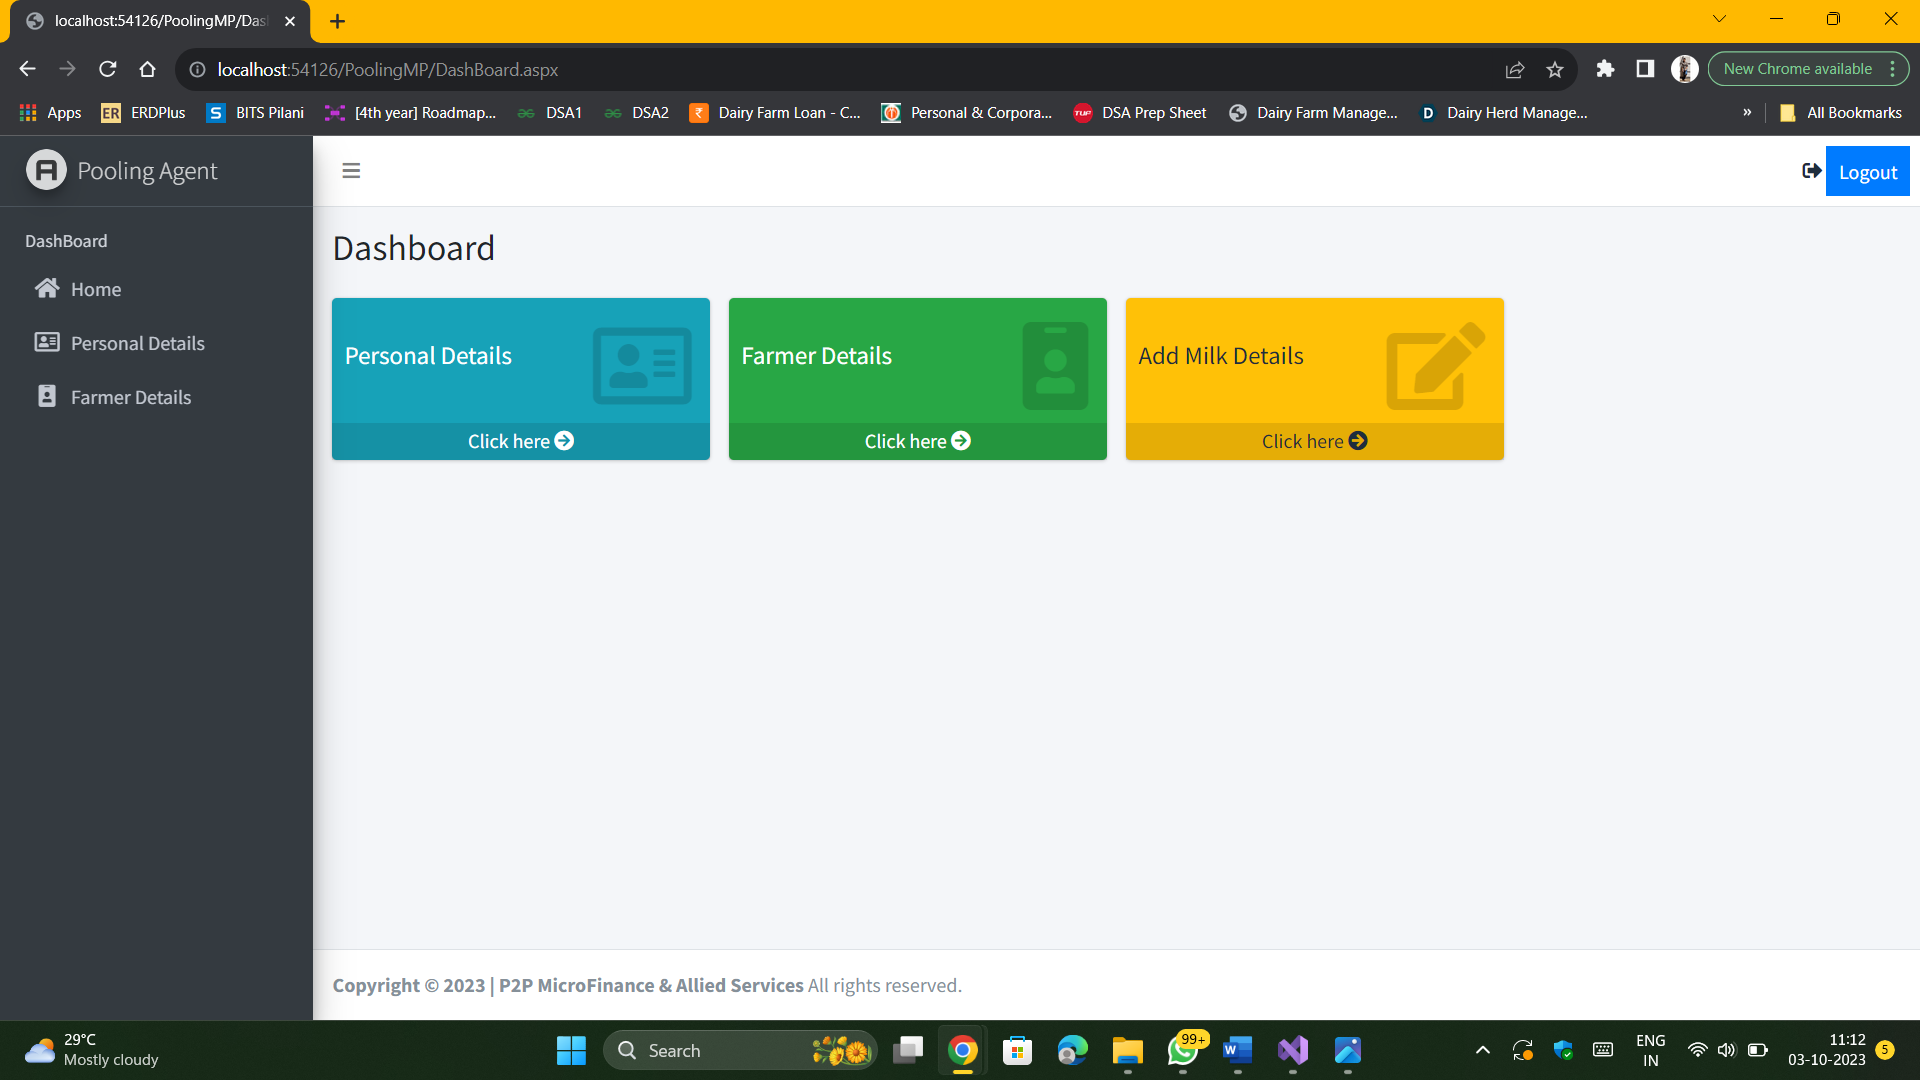 localhost:54126/PoolingMP/Das
localhost:54126/PoolingMP/DashBoard.aspx
New Chrome available
Apps
ER ERDPlus
S BITS Pilani
[4th year] Roadmap...
DSA1
DSA2
₹ Dairy Farm Loan - C...
Personal & Corpora...
TUF DSA Prep Sheet
Dairy Farm Manage...
D Dairy Herd Manage...
» All Bookmarks
A Pooling Agent
Logout
DashBoard
Home
Personal Details
Farmer Details
Dashboard
Personal Details
Click here
Farmer Details
Click here
Add Milk Details
Click here
Copyright © 2023 | P2P MicroFinance & Allied Services All rights reserved.
29°C
Mostly cloudy
Search
99+
W
ENG
IN
11:12
03-10-2023
5